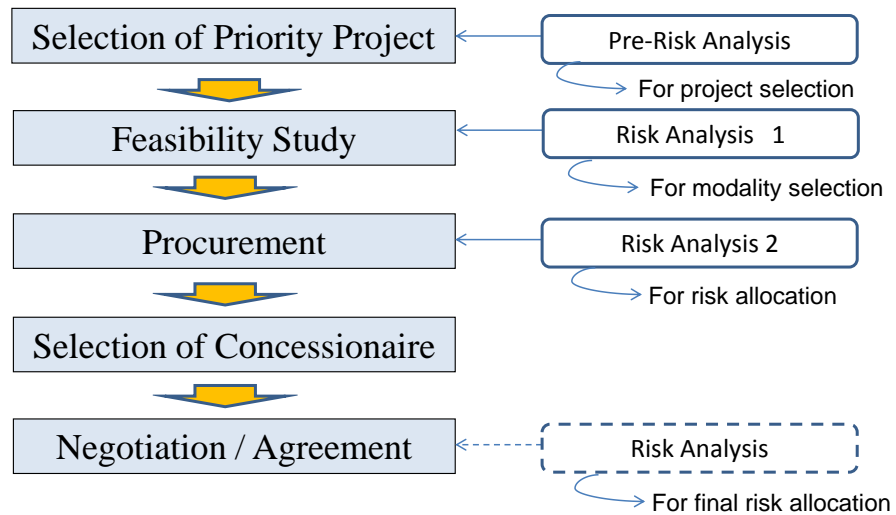 Selection of Priority Project
Pre-Risk Analysis
For project selection
Feasibility Study
Risk Analysis 1
For modality selection
Procurement
Risk Analysis 2
For risk allocation
Selection of Concessionaire
Negotiation / Agreement
Risk Analysis
For final risk allocation